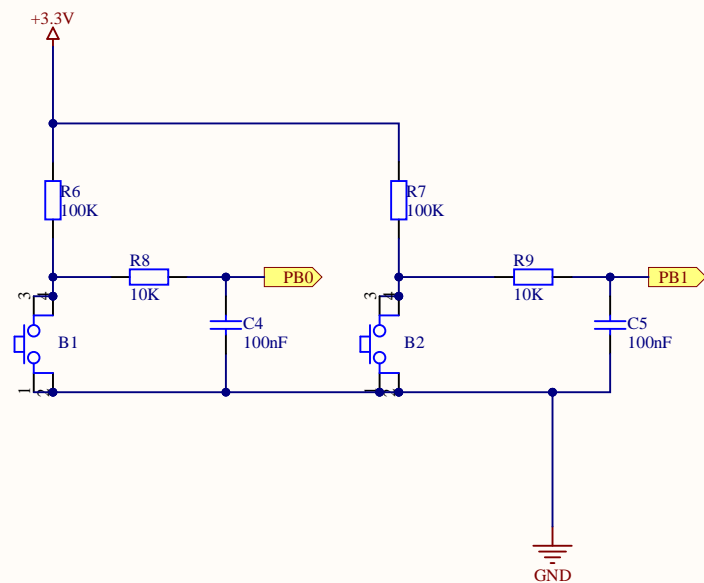 +3.3V
R6
100K
R7
100K
R8
10K
PB0
R9
10K
PB1
3
4
B1
1
2
C4
100nF
3
4
B2
1
2
C5
100nF
GND